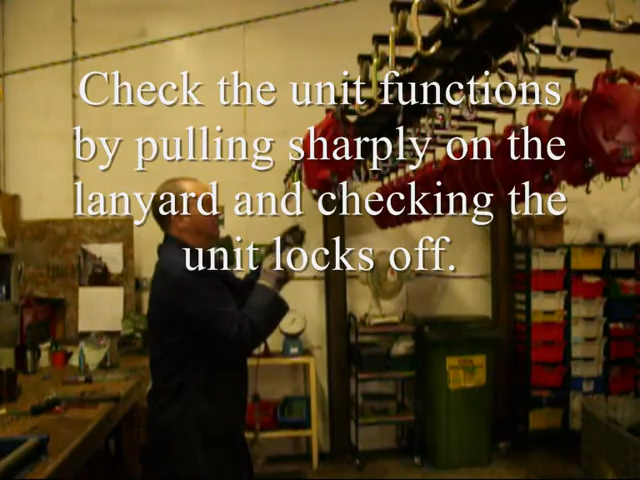 Check the unit functions
by pulling sharply on the
lanyard and checking the
unit locks off.